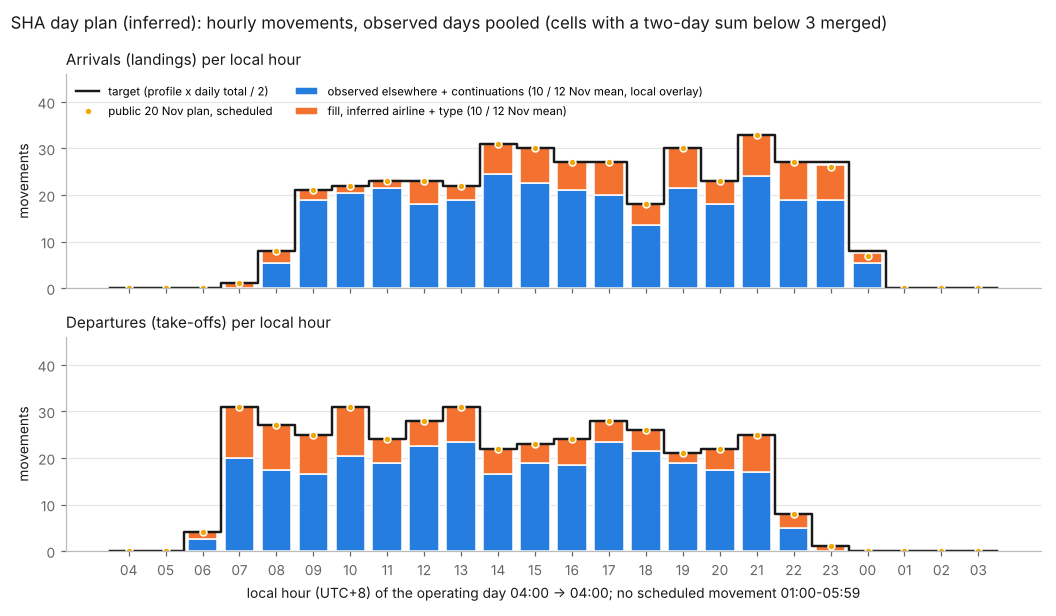 SHA day plan (inferred): hourly movements, observed days pooled (cells with a two-day sum below 3 merged)
Arrivals (landings) per local hour
target (profile x daily total / 2)
observed elsewhere + continuations (10 / 12 Nov mean, local overlay)
public 20 Nov plan, scheduled
fill, inferred airline + type (10 / 12 Nov mean)
movements
40
30
20
10
0
Departures (take-offs) per local hour
movements
40
30
20
10
0
04 05 06 07 08 09 10 11 12 13 14 15 16 17 18 19 20 21 22 23 00 01 02 03
local hour (UTC+8) of the operating day 04:00 → 04:00; no scheduled movement 01:00-05:59